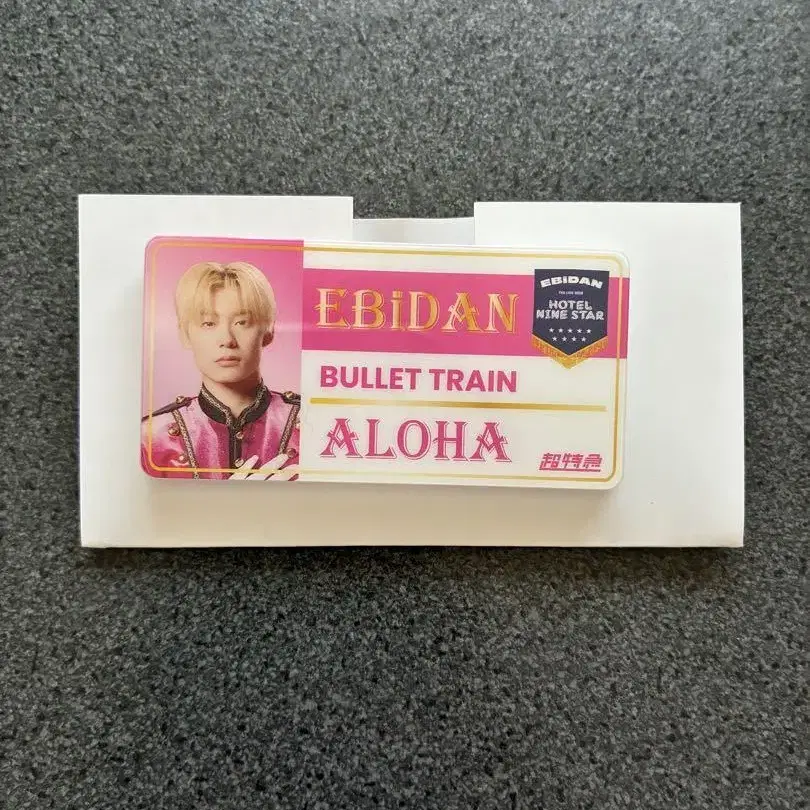 EBiDAN
BULLET TRAIN
ALOHA
EBiDAN
HOTEL
NINE STAR
超特急